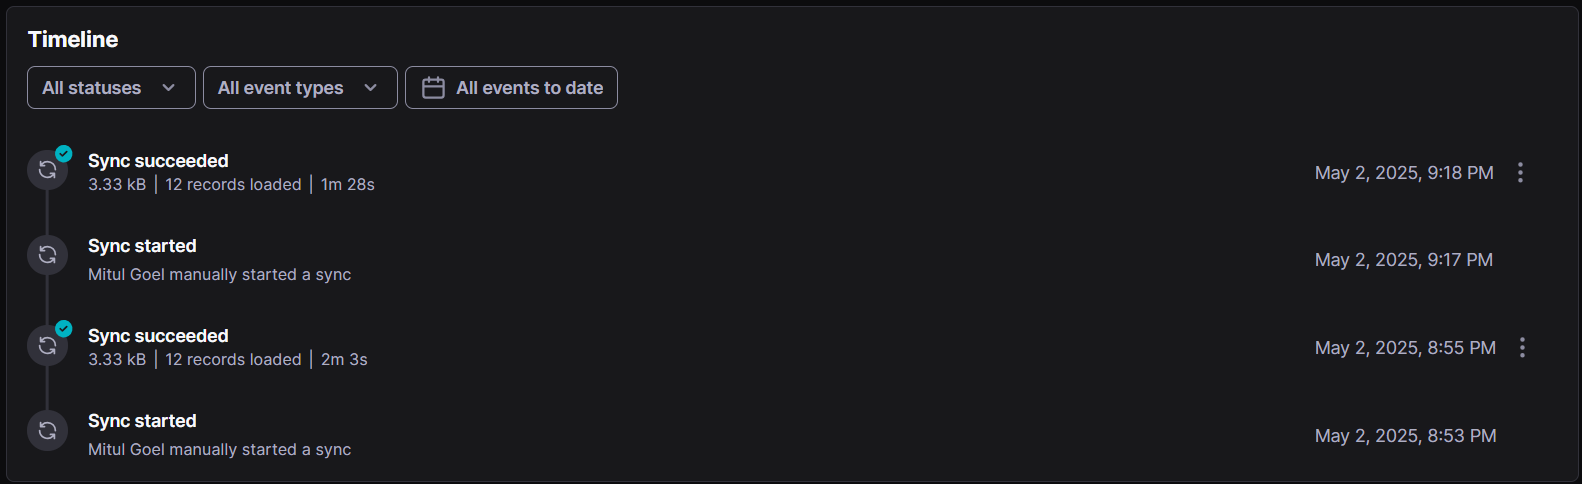 Timeline
All statuses All event types All events to date
Sync succeeded
3.33 kB | 12 records loaded | 1m 28s
May 2, 2025, 9:18 PM
Sync started
Mitul Goel manually started a sync
May 2, 2025, 9:17 PM
Sync succeeded
3.33 kB | 12 records loaded | 2m 3s
May 2, 2025, 8:55 PM
Sync started
Mitul Goel manually started a sync
May 2, 2025, 8:53 PM